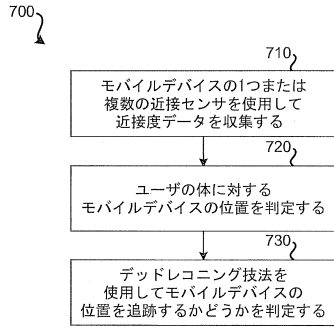 700
710
モバイルデバイスの1つまたは
複数の近接センサを使用して
近接度データを収集する
720
ユーザの体に対する
モバイルデバイスの位置を判定する
730
デッドレコニング技法を
使用してモバイルデバイスの
位置を追跡するかどうかを判定する